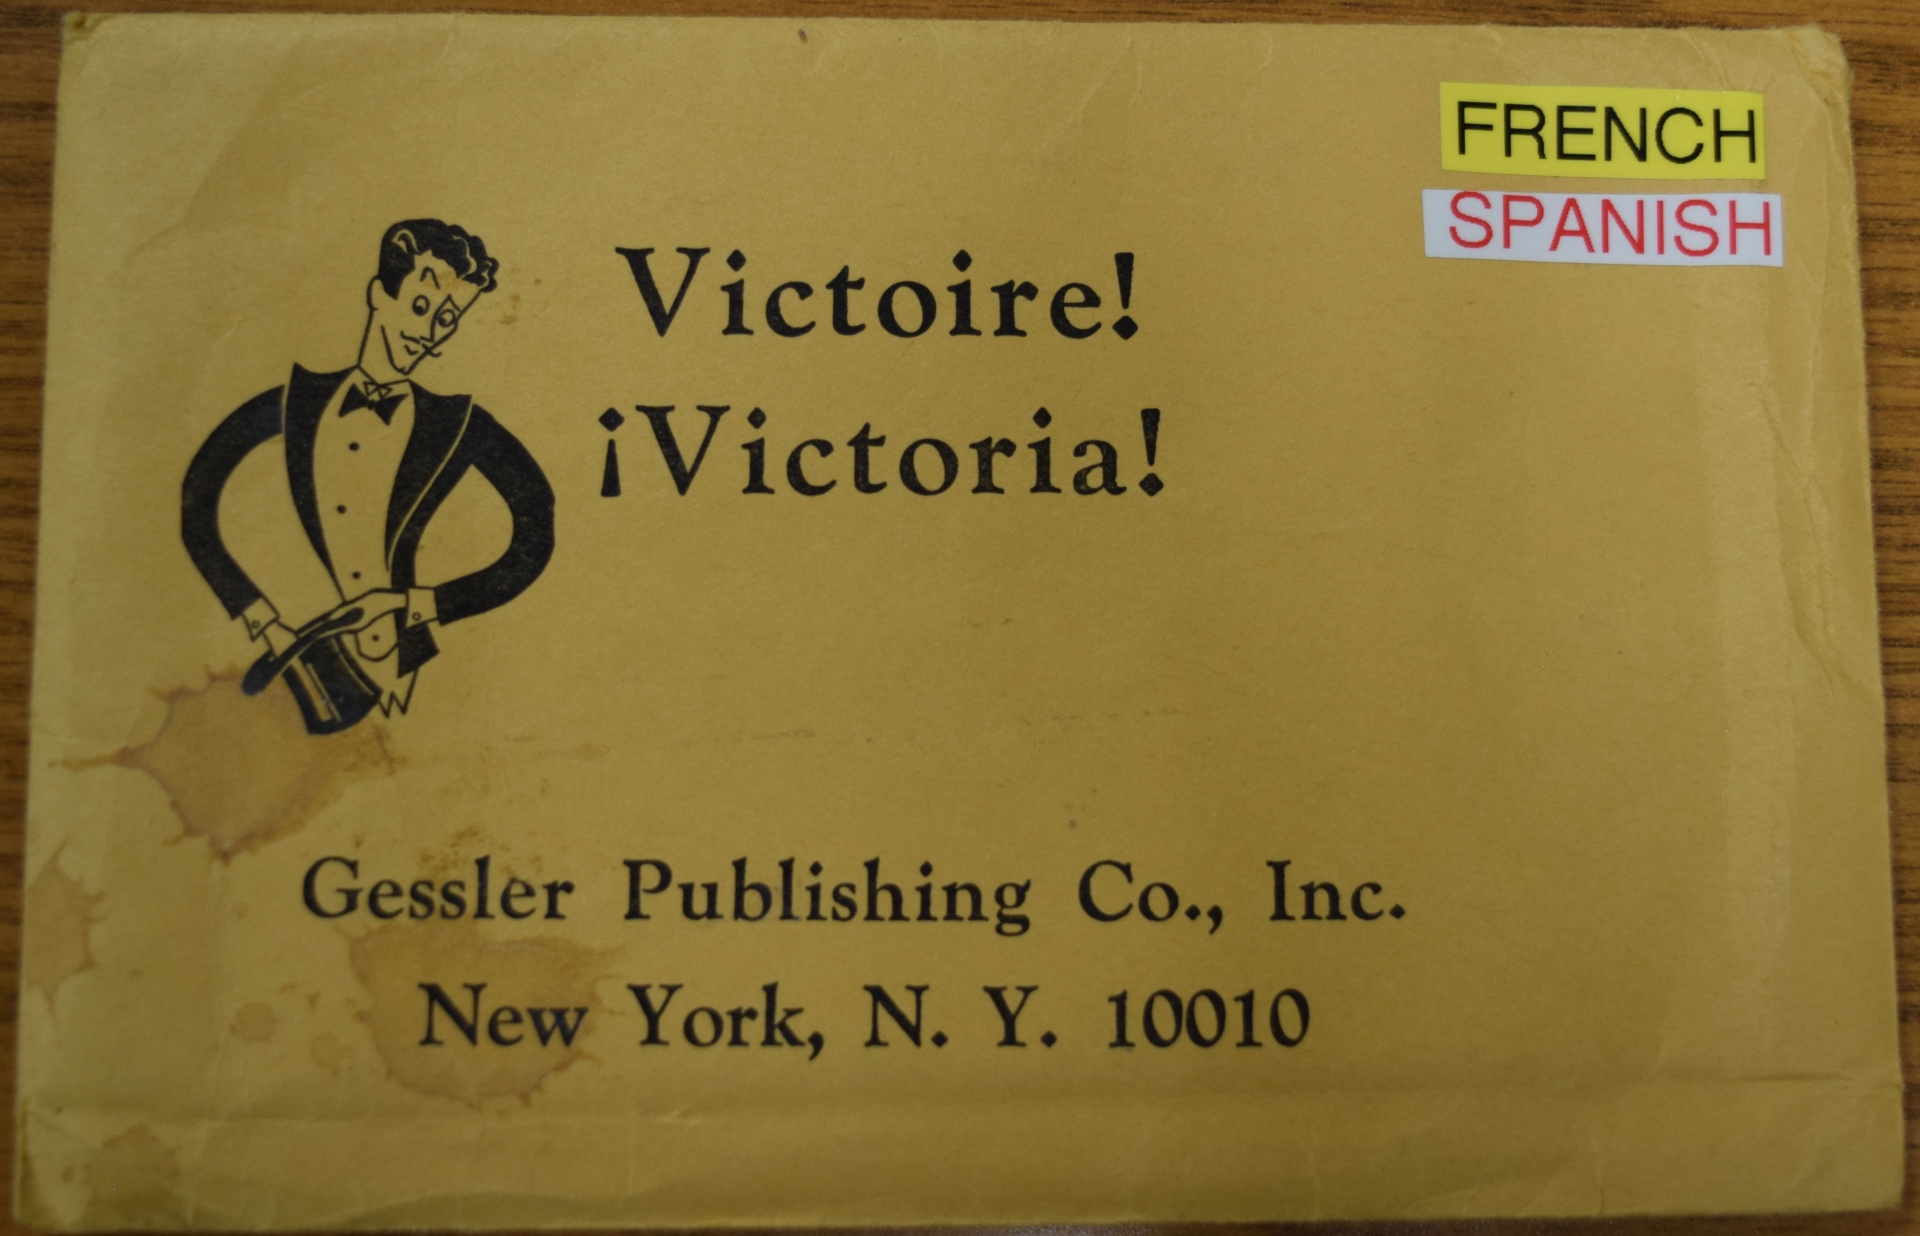 FRENCH
SPANISH
Victoire!
¡Victoria!
Gessler Publishing Co., Inc.
New York, N. Y. 10010